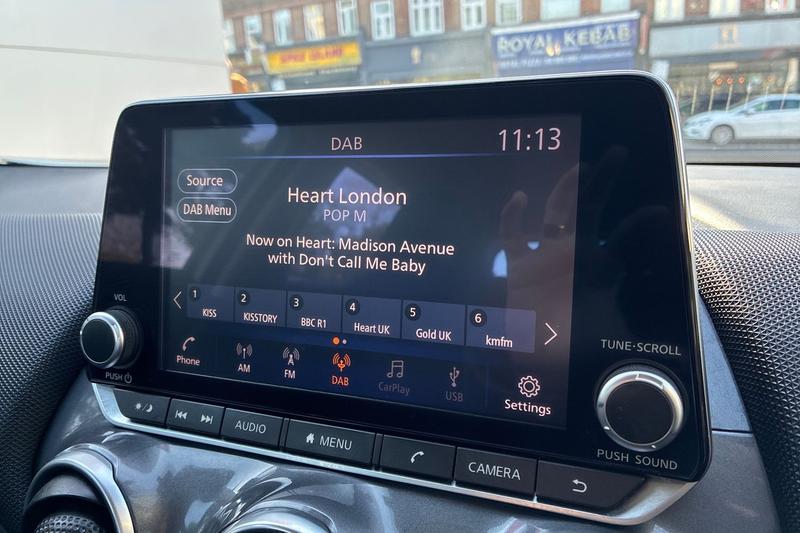 ROYAL KEBAB
DAB
11:13
Source
DAB Menu
Heart London
POP M
Now on Heart: Madison Avenue
with Don't Call Me Baby
1
KISS
2
KISSTORY
3
BBC R1
4
Heart UK
5
Gold UK
6
kmfm
Phone
AM
FM
DAB
CarPlay
USB
Settings
VOL
PUSH
TUNE·SCROLL
PUSH SOUND
AUDIO
MENU
CAMERA